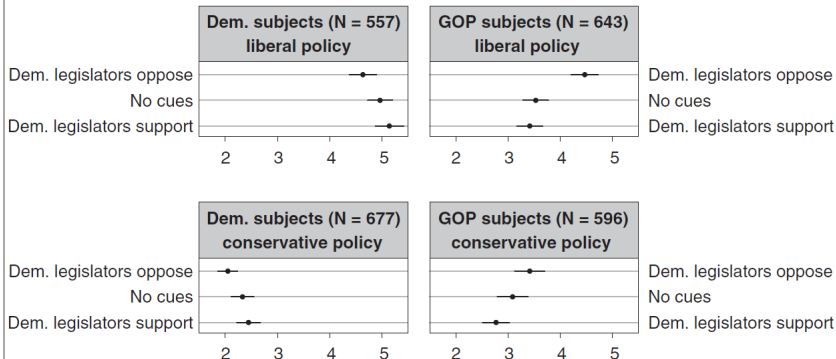 Dem. subjects (N = 557)
liberal policy
GOP subjects (N = 643)
liberal policy
Dem. legislators oppose
No cues
Dem. legislators support
Dem. legislators oppose
No cues
Dem. legislators support
2 3 4 5
2 3 4 5
Dem. subjects (N = 677)
conservative policy
GOP subjects (N = 596)
conservative policy
Dem. legislators oppose
No cues
Dem. legislators support
Dem. legislators oppose
No cues
Dem. legislators support
2 3 4 5
2 3 4 5